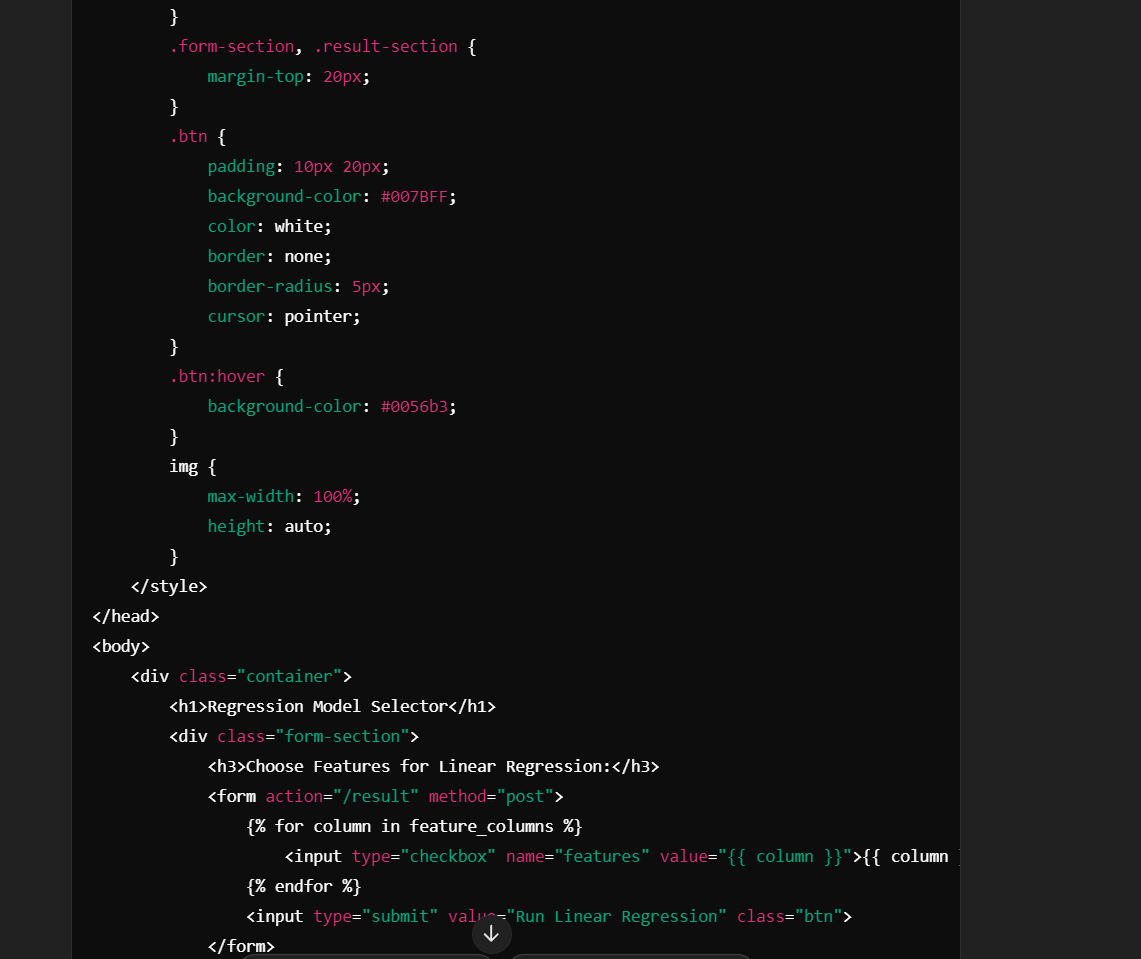 }
        .form-section, .result-section {
            margin-top: 20px;
        }
        .btn {
            padding: 10px 20px;
            background-color: #007BFF;
            color: white;
            border: none;
            border-radius: 5px;
            cursor: pointer;
        }
        .btn:hover {
            background-color: #0056b3;
        }
        img {
            max-width: 100%;
            height: auto;
        }
    </style>
</head>
<body>
    <div class="container">
        <h1>Regression Model Selector</h1>
        <div class="form-section">
            <h3>Choose Features for Linear Regression:</h3>
            <form action="/result" method="post">
                {% for column in feature_columns %}
                    <input type="checkbox" name="features" value="{{ column }}">{{ column
                {% endfor %}
                <input type="submit" value="Run Linear Regression" class="btn">
            </form>